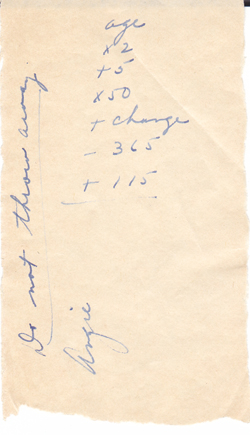 age
x 2
+ 5
x 50
+ change
- 365
+ 115
Do not throw away.
Angie